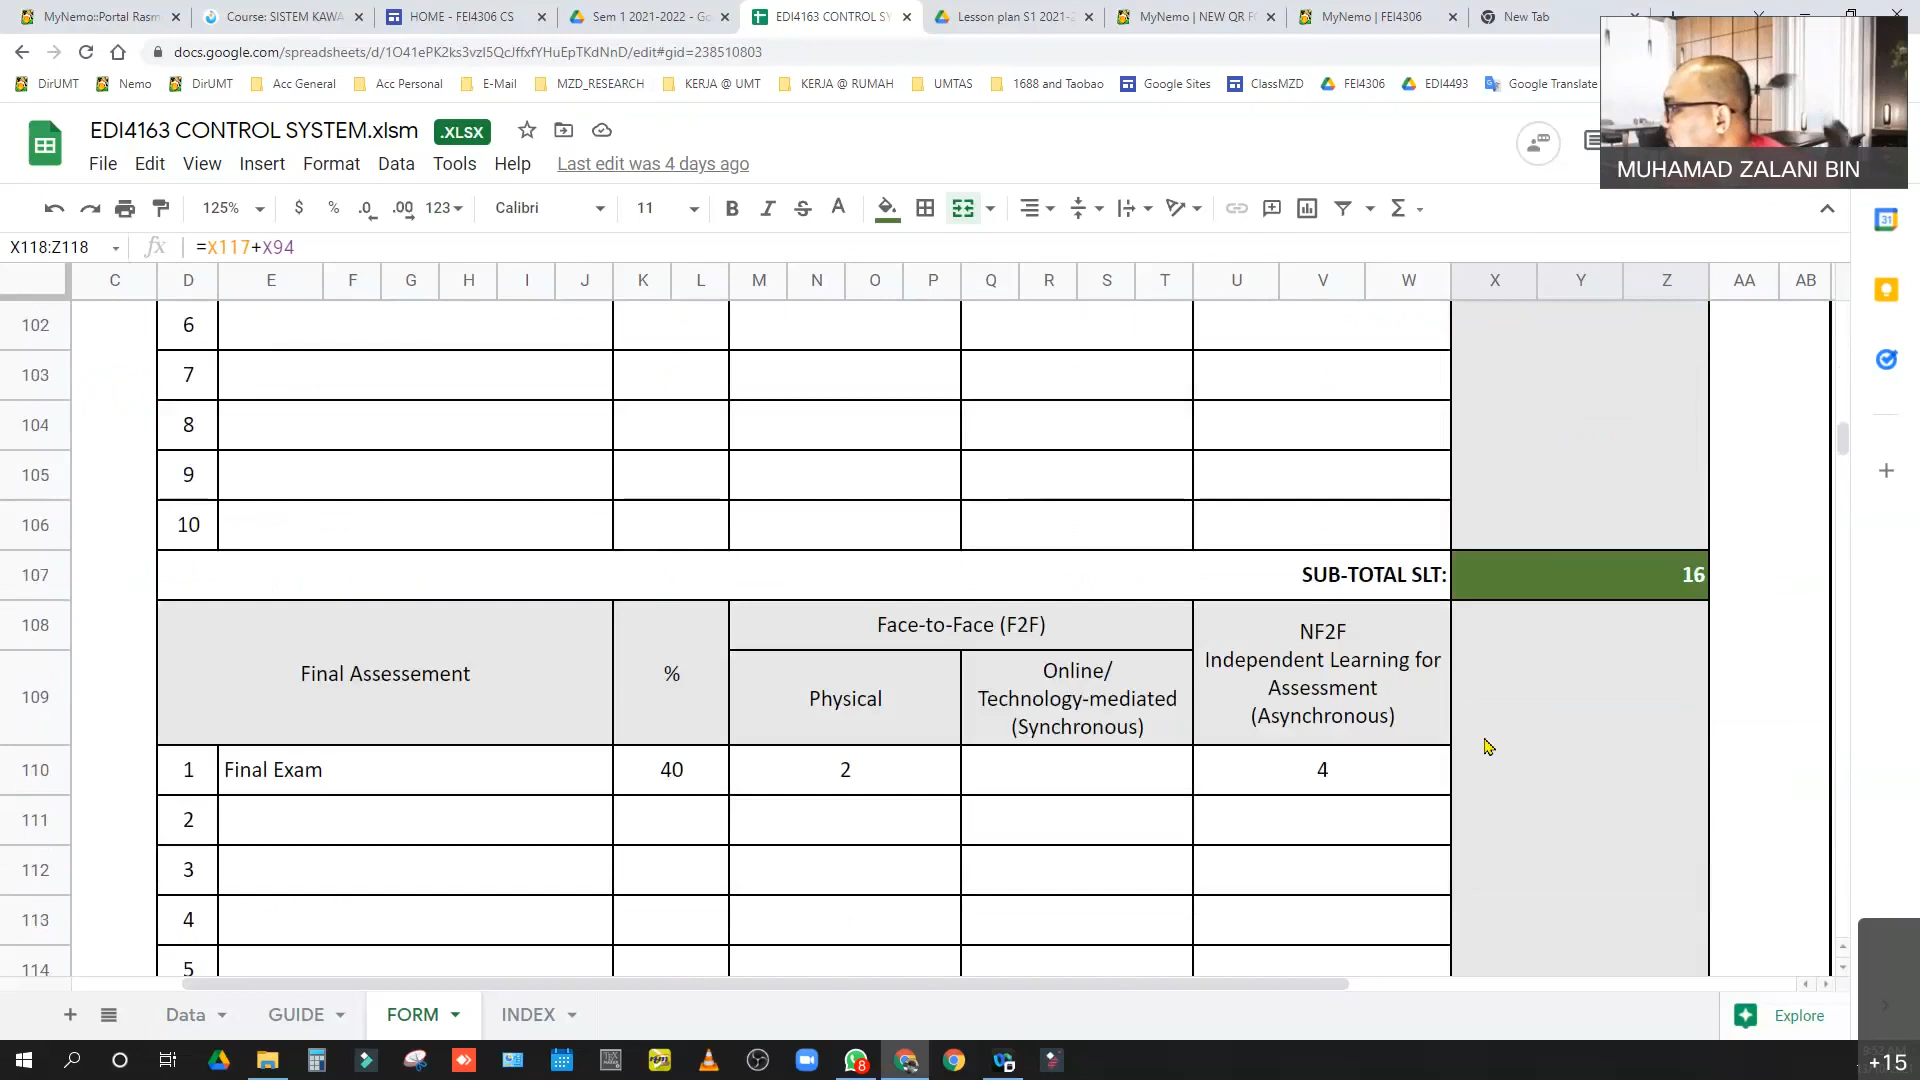 MyNemo::Portal Rasm
Course: SISTEM KAWA
HOME - FEI4306 CS
Sem 1 2021-2022 - Go
EDI4163 CONTROL SY
Lesson plan S1 2021-2
MyNemo | NEW QR FO
MyNemo | FEI4306
New Tab
docs.google.com/spreadsheets/d/1O41ePK2ks3vzI5QcJffxfYHuEpTKdNnD/edit#gid=238510803
DirUMT
Nemo
DirUMT
Acc General
Acc Personal
E-Mail
MZD_RESEARCH
KERJA @ UMT
KERJA @ RUMAH
UMTAS
1688 and Taobao
Google Sites
ClassMZD
FEI4306
EDI4493
Google Translate
EDI4163 CONTROL SYSTEM.xlsm .XLSX
File Edit View Insert Format Data Tools Help Last edit was 4 days ago
MUHAMAD ZALANI BIN
125% $ % .0 .00 123 Calibri 11 B I S A
X118:Z118 fx =X117+X94
C D E F G H I J K L M N O P Q R S T U V W X Y Z AA AB
102 6
103 7
104 8
105 9
106 10
107 SUB-TOTAL SLT: 16
108
109
Final Assessement
%
Face-to-Face (F2F)
Physical
Online/
Technology-mediated
(Synchronous)
NF2F
Independent Learning for
Assessment
(Asynchronous)
110 1 Final Exam 40 2 4
111 2
112 3
113 4
114 5
Data GUIDE FORM INDEX
Explore
31
8
+15